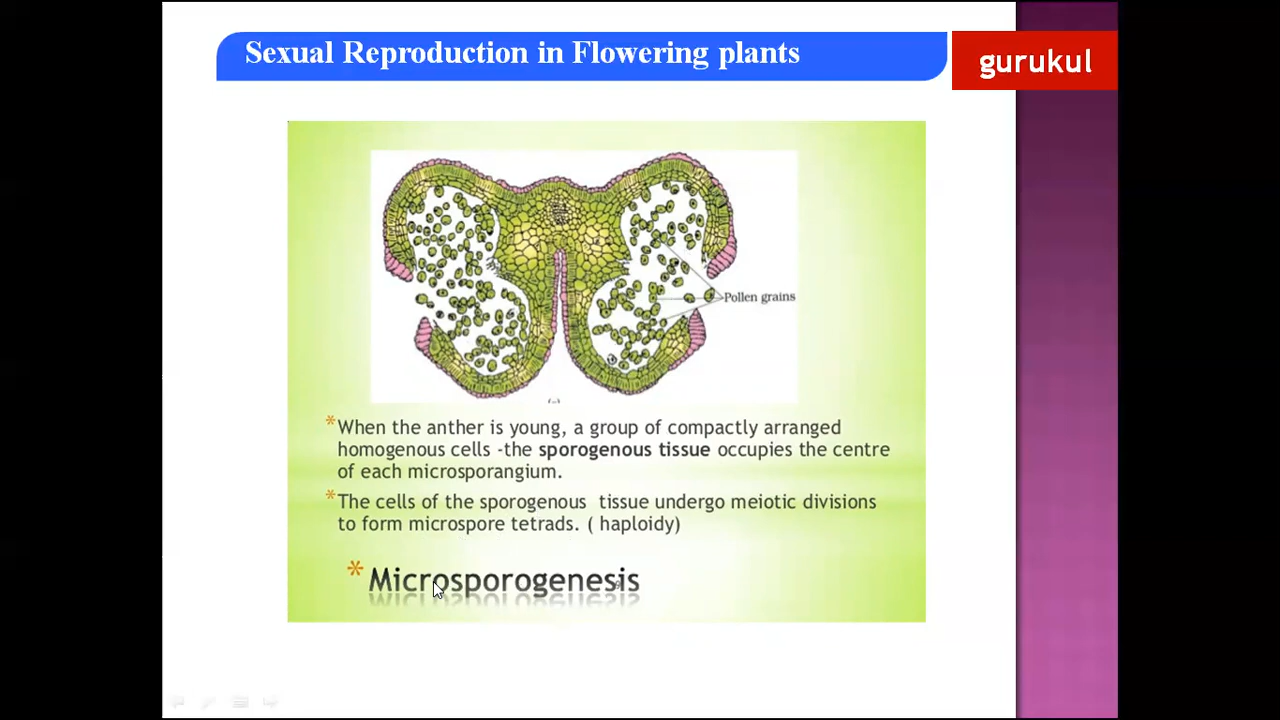 Sexual Reproduction in Flowering plants
gurukul
Pollen grains
*When the anther is young, a group of compactly arranged
homogenous cells -the sporogenous tissue occupies the centre
of each microsporangium.
*The cells of the sporogenous tissue undergo meiotic divisions
to form microspore tetrads. ( haploidy)
* Microsporogenesis